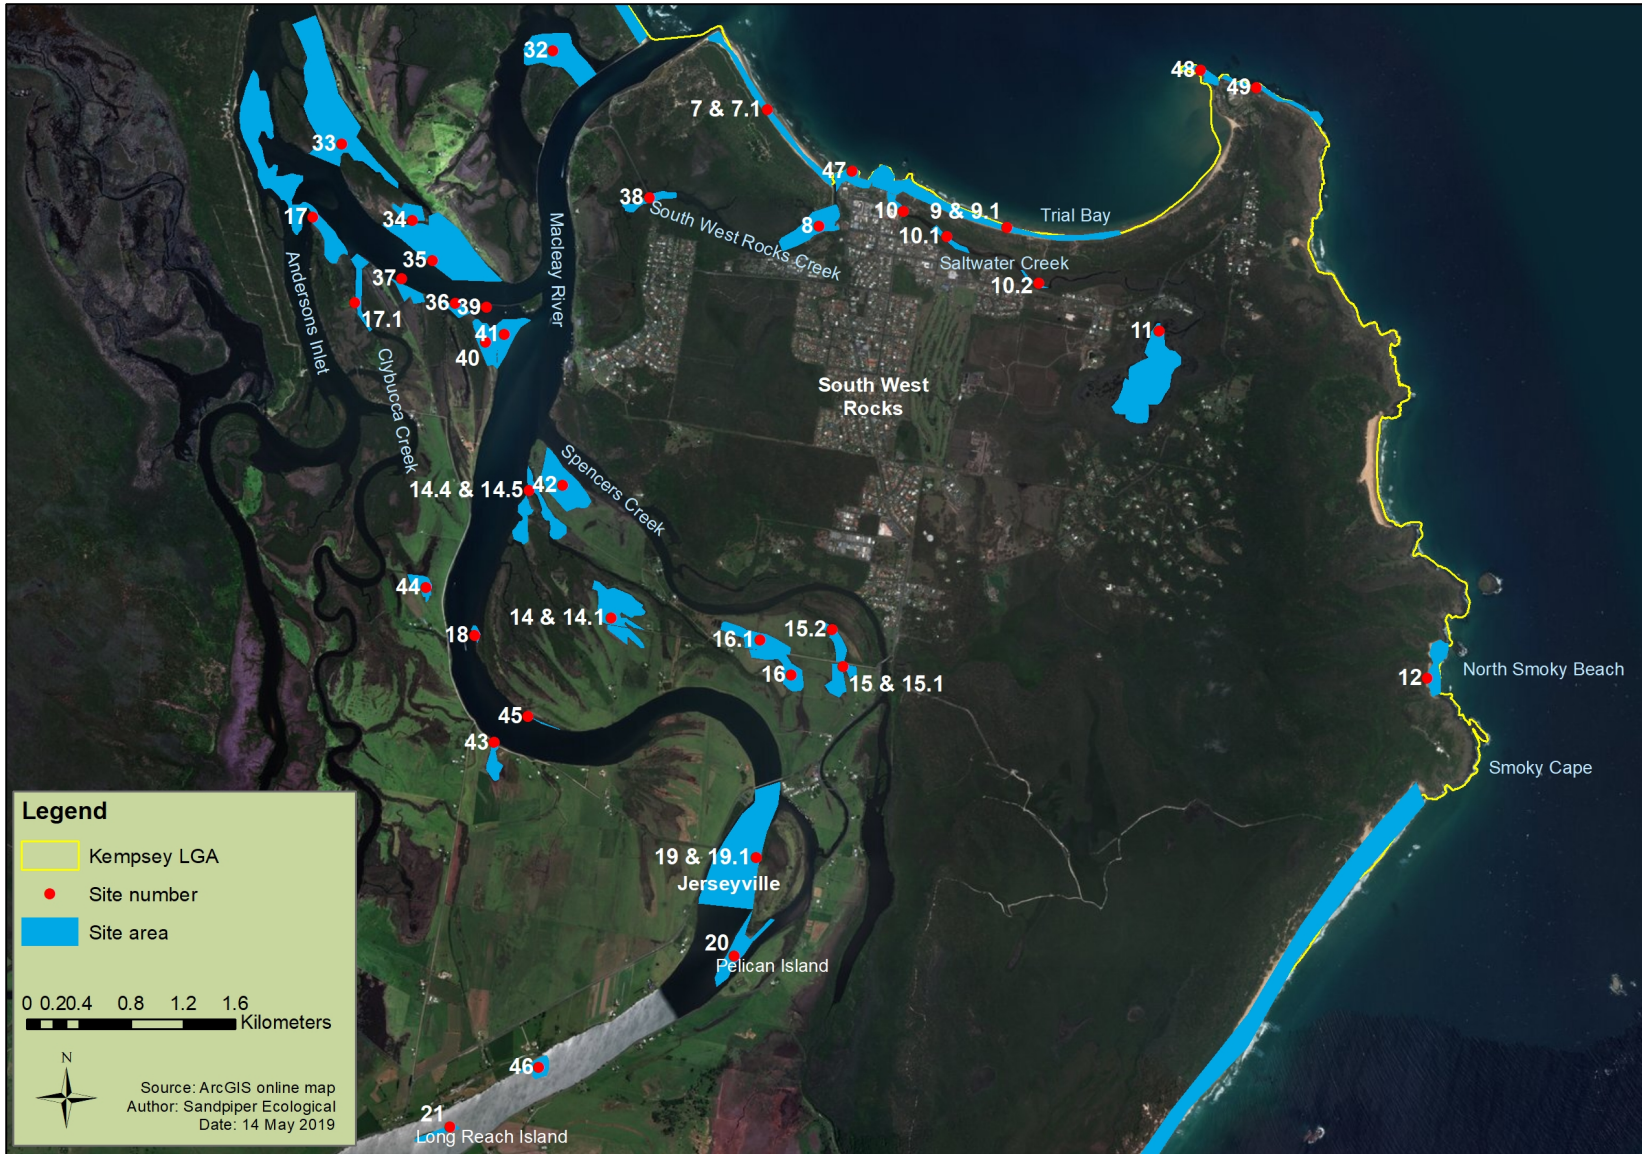 32
48
49
7 & 7.1
33
47
38
17
34
8
10
9 & 9.1
Trial Bay
10.1
South West Rocks Creek
Macleay River
Saltwater Creek
35
37
10.2
Andersons Inlet
36
39
17.1
41
11
40
Clybucca Creek
South West
Rocks
14.4 & 14.5
42
Spencers Creek
44
14 & 14.1
18
16.1
15.2
16
15 & 15.1
12
North Smoky Beach
45
43
Smoky Cape
19 & 19.1
Jerseyville
20
Pelican Island
46
21
Long Reach Island
Legend
Kempsey LGA
Site number
Site area
0 0.20.4 0.8 1.2 1.6
Kilometers
N
Source: ArcGIS online map
Author: Sandpiper Ecological
Date: 14 May 2019